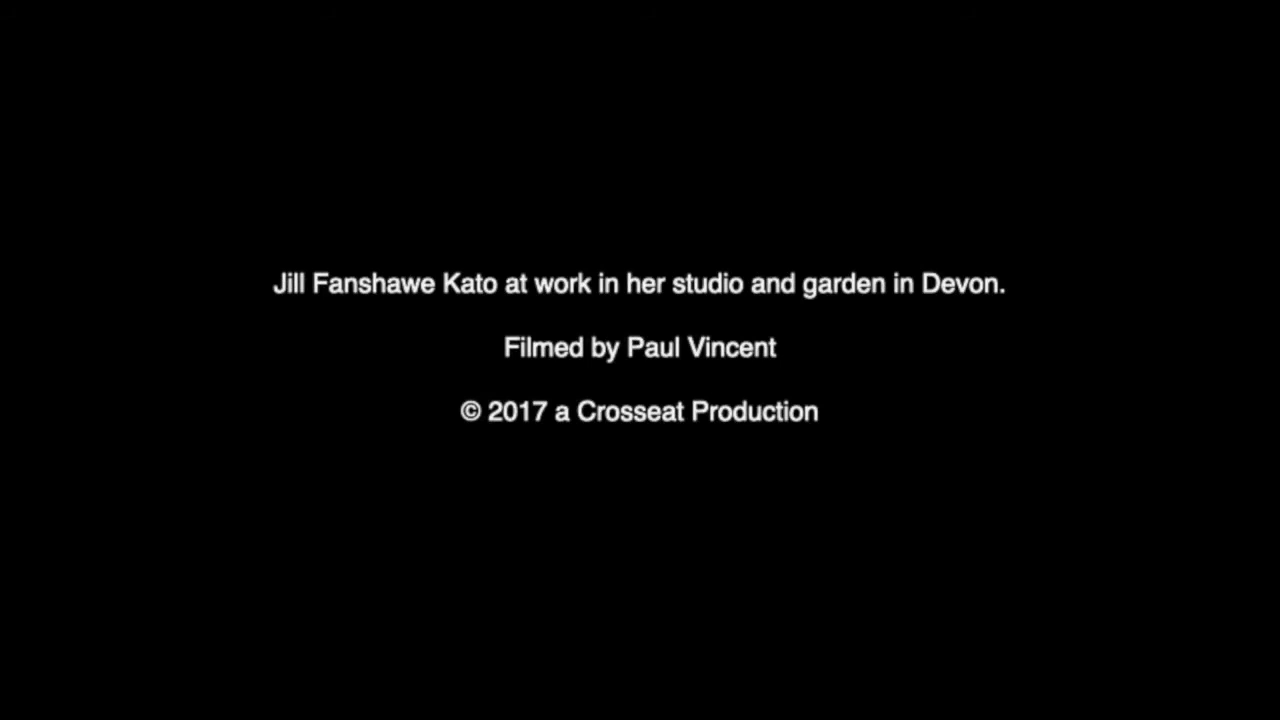 Jill Fanshawe Kato at work in her studio and garden in Devon.
Filmed by Paul Vincent
© 2017 a Crosseat Production